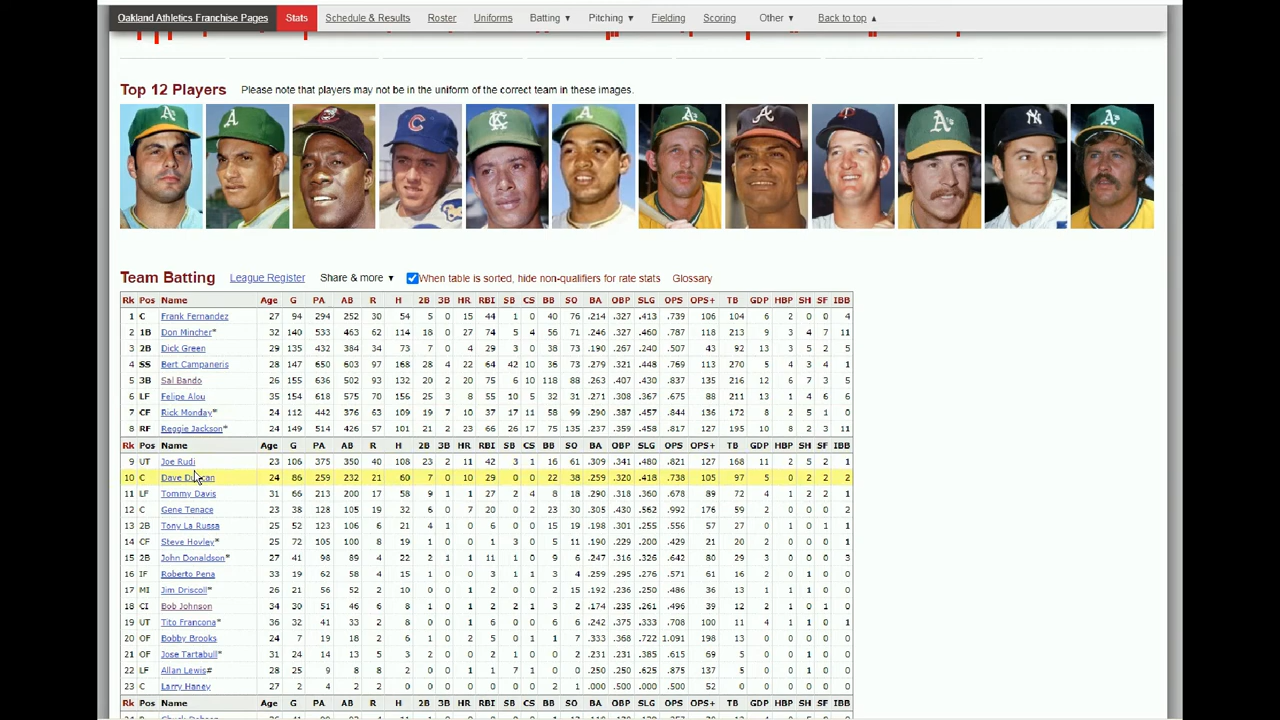 Oakland Athletics Franchise Pages Stats Schedule & Results Roster Uniforms Batting ▼ Pitching ▼ Fielding Scoring Other ▼ Back to top ▲
Top 12 Players Please note that players may not be in the uniform of the correct team in these images.
Team Batting League Register Share & more ▼ When table is sorted, hide non-qualifiers for rate stats Glossary
Rk Pos Name Age G PA AB R H 2B 3B HR RBI SB CS BB SO BA OBP SLG OPS OPS+ TB GDP HBP SH SF IBB
1 C Frank Fernandez 27 94 294 252 30 54 5 0 15 44 1 0 40 76 .214 .327 .413 .739 106 104 6 2 0 0 4
2 1B Don Mincher* 32 140 533 463 62 114 18 0 27 74 5 4 56 71 .246 .327 .460 .787 118 213 9 3 4 7 11
3 2B Dick Green 29 135 432 384 34 73 7 0 4 29 3 0 38 73 .190 .267 .240 .507 43 92 13 3 2 5 5
4 SS Bert Campaneris 28 147 650 603 97 168 28 4 22 64 42 10 36 73 .279 .321 .448 .769 113 270 5 4 3 4 1
5 3B Sal Bando 26 155 636 502 93 132 20 2 20 75 6 10 118 88 .263 .407 .430 .837 135 216 12 6 7 3 5
6 LF Felipe Alou 35 154 618 575 70 156 25 3 8 55 10 5 32 31 .271 .308 .367 .675 88 211 13 1 4 6 6
7 CF Rick Monday* 24 112 442 376 63 109 19 7 10 37 17 11 58 99 .290 .387 .457 .844 136 172 8 2 5 1 0
8 RF Reggie Jackson* 24 149 514 426 57 101 21 2 23 66 26 17 75 135 .237 .359 .458 .817 127 195 10 8 2 3 11
Rk Pos Name Age G PA AB R H 2B 3B HR RBI SB CS BB SO BA OBP SLG OPS OPS+ TB GDP HBP SH SF IBB
9 UT Joe Rudi 23 106 375 350 40 108 23 2 11 42 3 1 16 61 .309 .341 .480 .821 127 168 11 2 5 2 1
10 C Dave Duncan 24 86 259 232 21 60 7 0 10 29 0 0 22 38 .259 .320 .418 .738 105 97 5 0 2 2 2
11 LF Tommy Davis 31 66 213 200 17 58 9 1 1 27 2 4 8 18 .290 .318 .360 .678 89 72 4 1 2 2 1
12 C Gene Tenace 23 38 128 105 19 32 6 0 7 20 0 2 23 30 .305 .430 .562 .992 176 59 2 0 0 0 2
13 2B Tony La Russa 25 52 123 106 6 21 4 1 0 6 0 0 15 19 .198 .301 .255 .556 57 27 0 1 0 1 1
14 CF Steve Hovley* 25 72 105 100 8 19 1 0 0 1 3 0 5 11 .190 .229 .200 .429 21 20 2 0 0 0 1
15 2B John Donaldson* 27 41 98 89 4 22 2 1 1 11 1 0 9 6 .247 .316 .326 .642 80 29 3 0 0 0 3
16 IF Roberto Pena 33 19 62 58 4 15 1 0 0 3 1 1 3 4 .259 .295 .276 .571 61 16 2 0 1 0 0
17 MI Jim Driscoll* 26 21 56 52 2 10 0 0 1 2 0 0 2 15 .192 .236 .250 .486 36 13 1 1 1 0 0
18 CI Bob Johnson 34 30 51 46 6 8 1 0 1 2 2 1 3 2 .174 .235 .261 .496 39 12 2 1 0 1 0
19 UT Tito Francona* 36 32 41 33 2 8 0 0 1 6 1 0 6 6 .242 .375 .333 .708 100 11 4 1 0 1 0
20 OF Bobby Brooks 24 7 19 18 2 6 1 0 2 5 0 0 1 7 .333 .368 .722 1.091 198 13 0 0 0 0 0
21 OF Jose Tartabull* 31 24 14 13 5 3 1 1 0 2 1 0 0 2 .231 .231 .385 .615 69 5 0 0 1 0 0
22 LF Allan Lewis# 28 25 9 8 8 2 0 0 1 1 7 1 0 0 .250 .250 .625 .875 137 5 0 0 1 0 0
23 C Larry Haney 27 2 4 2 2 0 0 0 0 0 0 0 2 1 .000 .500 .000 .500 52 0 0 0 0 0 0
Rk Pos Name Age G PA AB R H 2B 3B HR RBI SB CS BB SO BA OBP SLG OPS OPS+ TB GDP HBP SH SF IBB